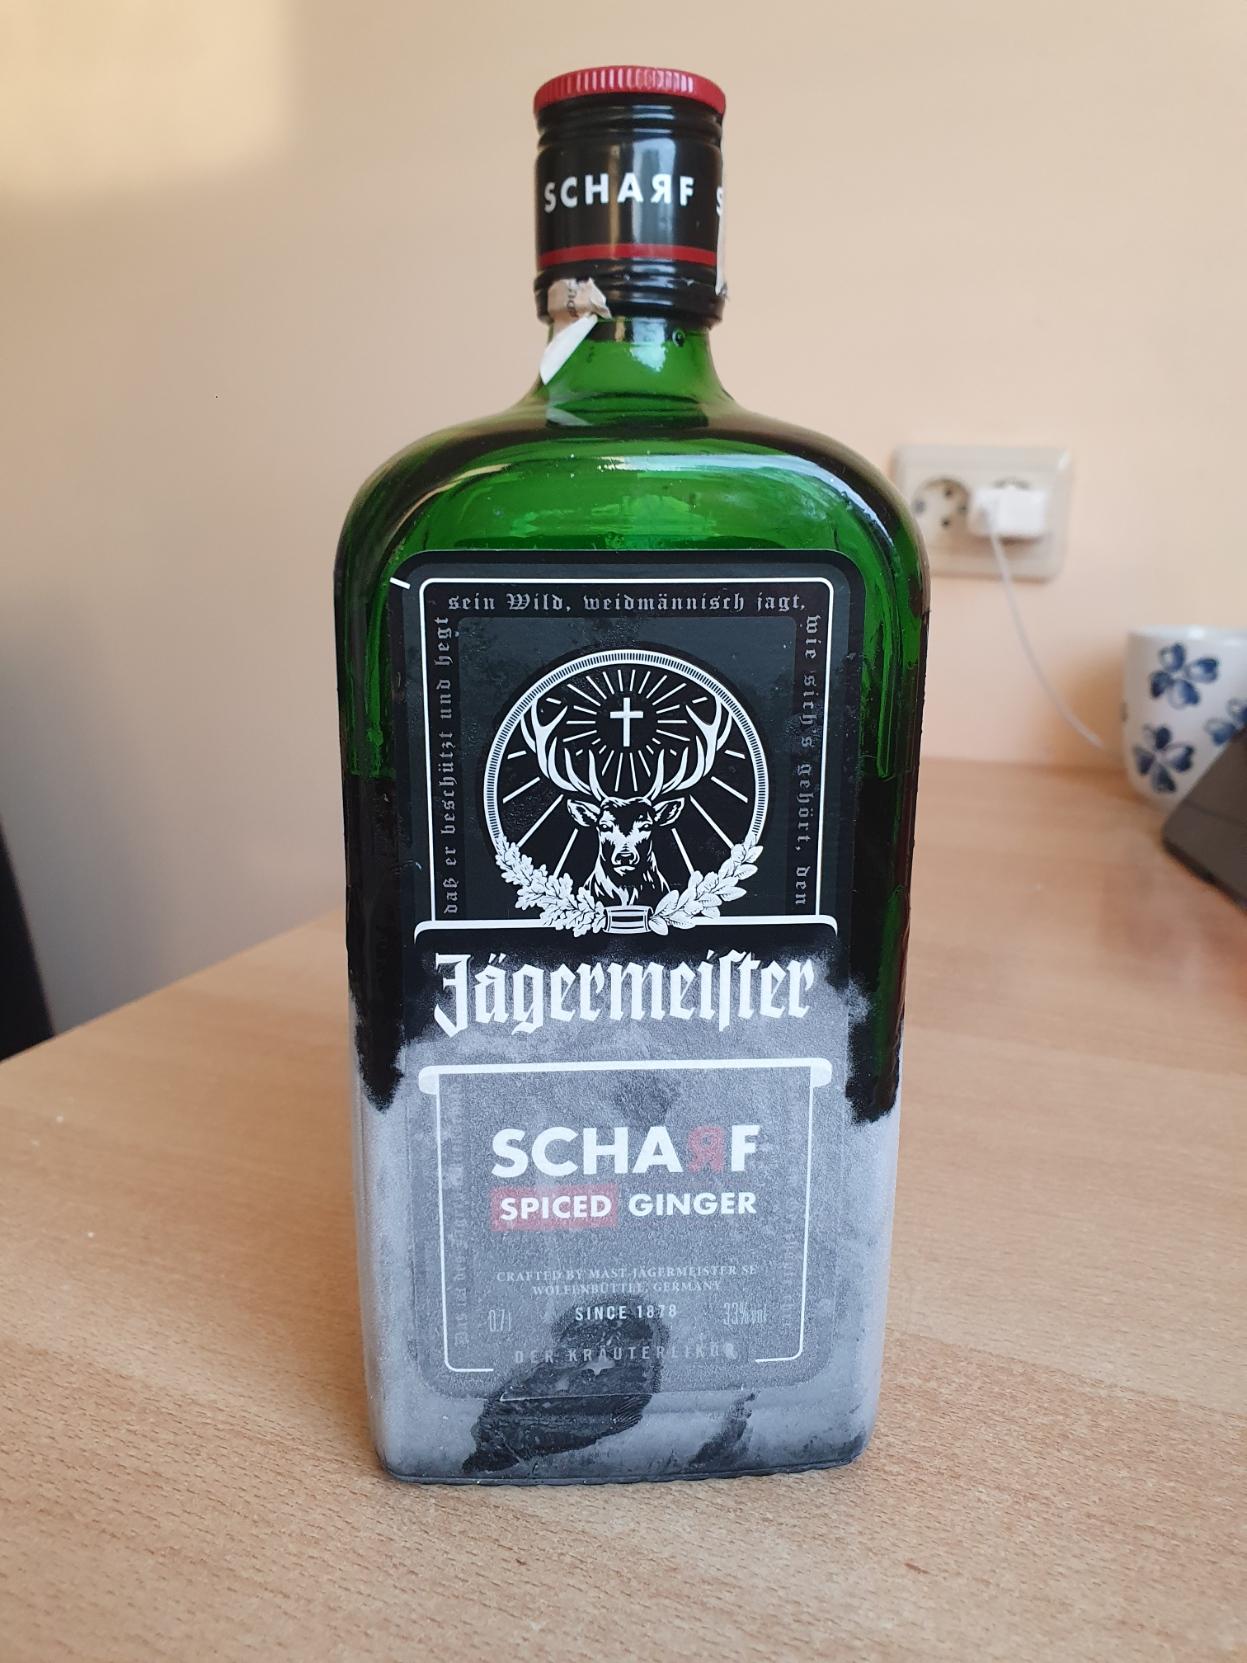 SCHAЯF
sein Wild, weidmännisch jagt,
daß er beschützt und hegt
wie sich's gehört, den
Jägermeiſter
SCHAЯF
SPICED GINGER
CRAFTED BY MAST-JÄGERMEISTER SE
WOLFENBÜTTEL, GERMANY
0,7l
SINCE 1878
33%vol
DER KRÄUTERLIKÖR